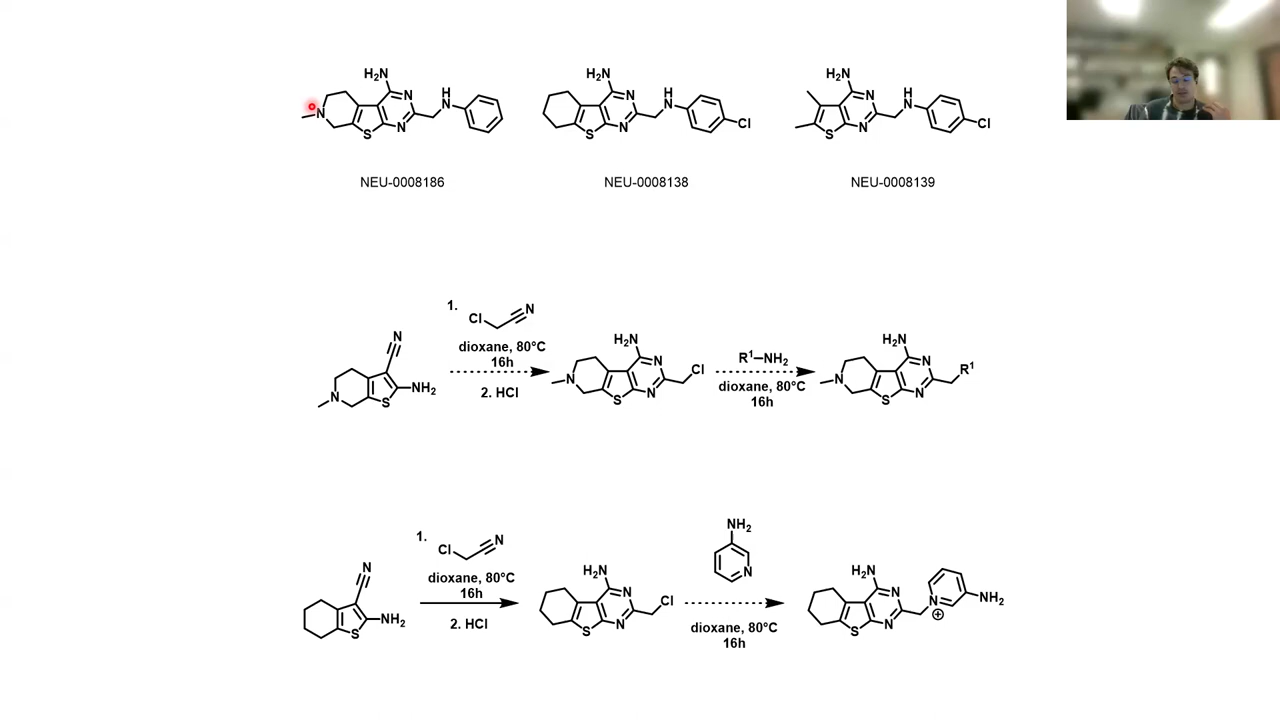 H₂N
N
H
N
N
S
N
H₂N
N
H
N
S
N
Cl
H₂N
N
H
N
S
N
Cl
NEU-0008186
NEU-0008138
NEU-0008139
1.
Cl
N
dioxane, 80°C
16h
2. HCl
N
NH₂
S
N
H₂N
N
Cl
N
S
N
R¹—NH₂
dioxane, 80°C
16h
H₂N
N
R¹
N
S
N
1.
Cl
N
dioxane, 80°C
16h
2. HCl
N
NH₂
S
H₂N
N
Cl
S
N
NH₂
N
dioxane, 80°C
16h
H₂N
N
N
⊕
NH₂
S
N